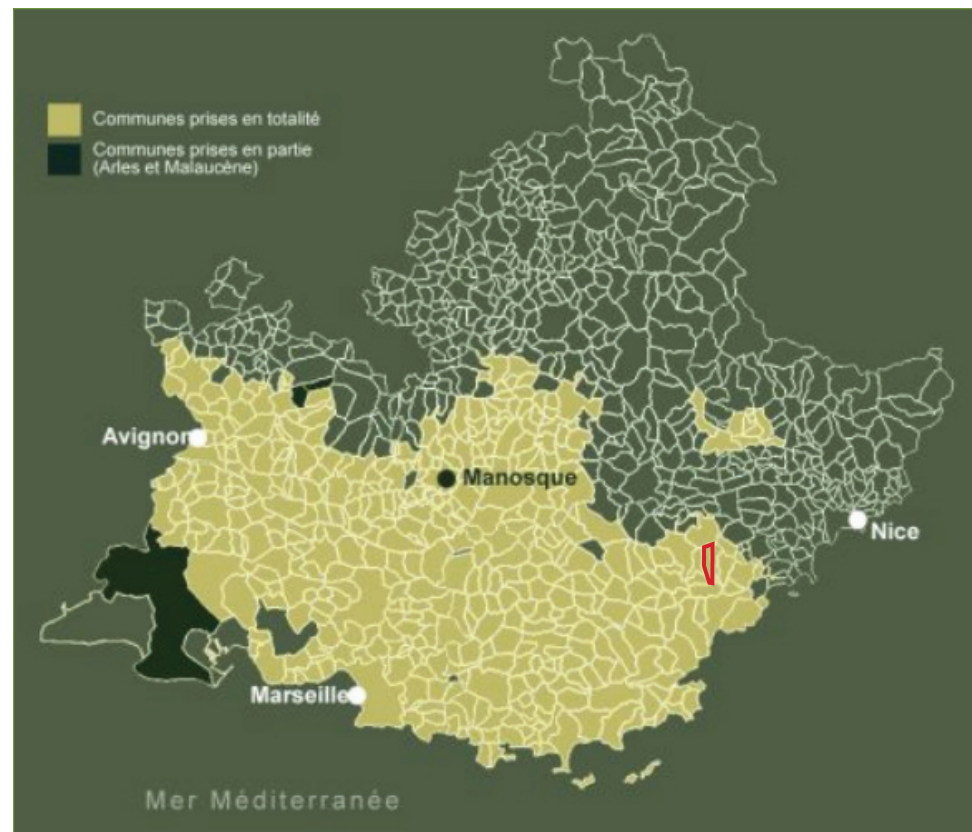 Communes prises en totalité
Communes prises en partie
(Arles et Malaucène)
Avignon
Manosque
Nice
Marseille
Mer Méditerranée